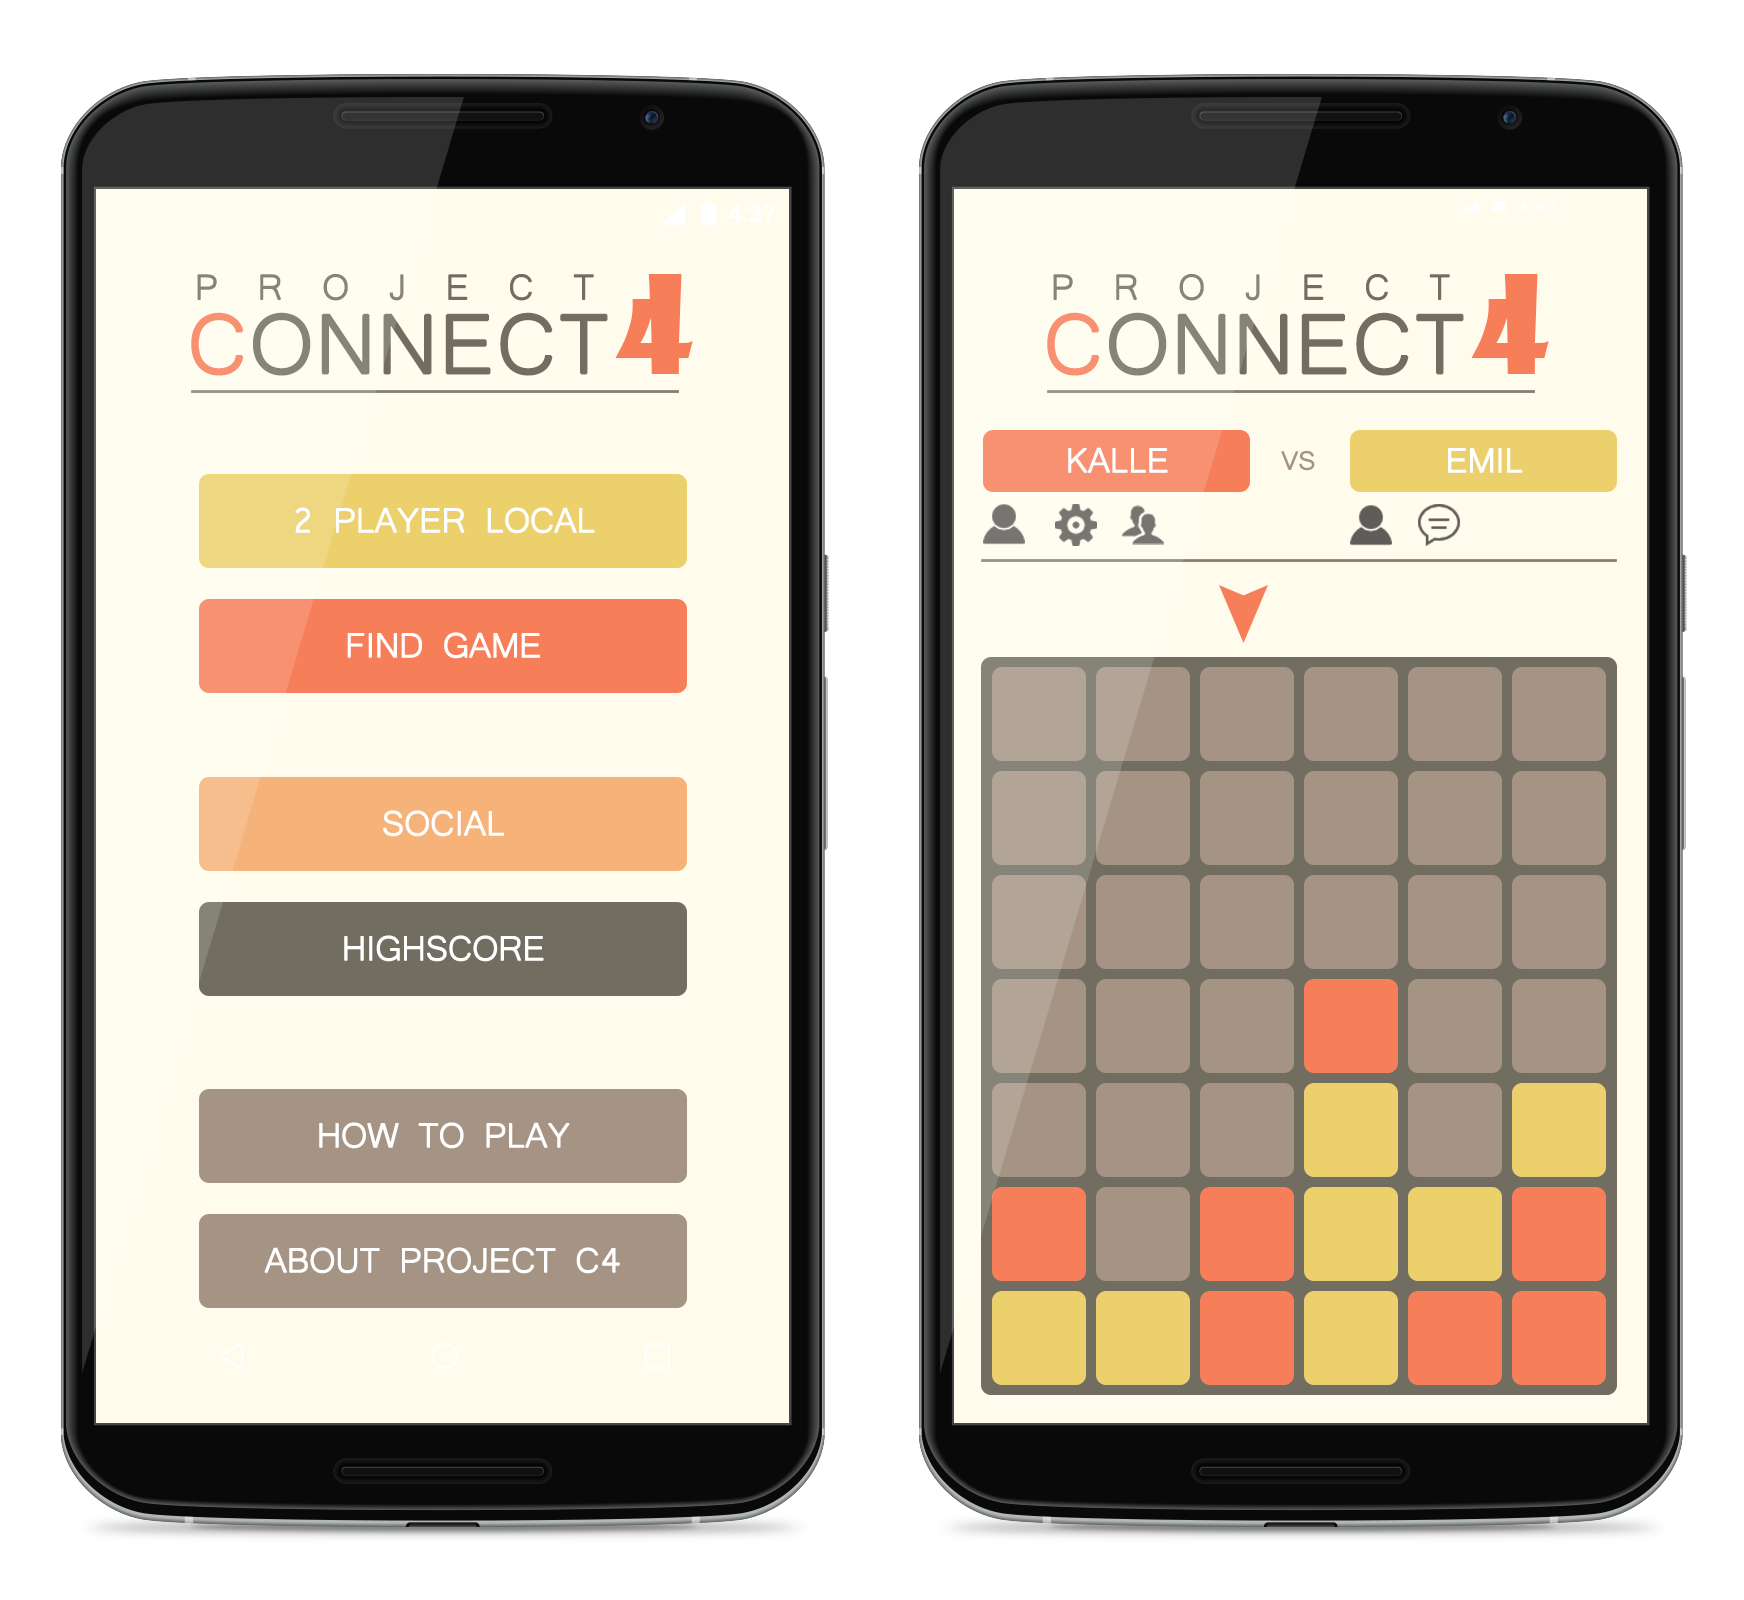 4:37
PROJECT
CONNECT4
2 PLAYER LOCAL
FIND GAME
SOCIAL
HIGHSCORE
HOW TO PLAY
ABOUT PROJECT C4
PROJECT
CONNECT4
KALLE VS EMIL